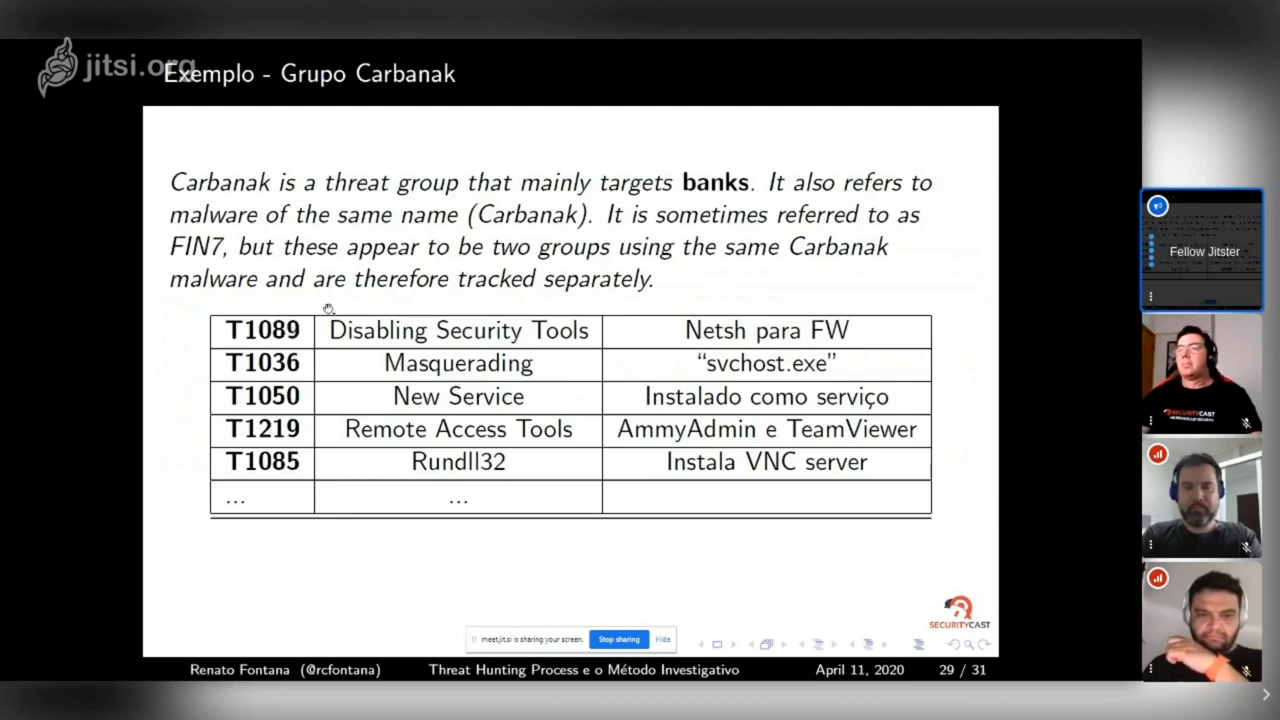 jitsi.org
Exemplo - Grupo Carbanak
Carbanak is a threat group that mainly targets banks. It also refers to
malware of the same name (Carbanak). It is sometimes referred to as
FIN7, but these appear to be two groups using the same Carbanak
malware and are therefore tracked separately.
T1089 Disabling Security Tools Netsh para FW
T1036 Masquerading “svchost.exe”
T1050 New Service Instalado como serviço
T1219 Remote Access Tools AmmyAdmin e TeamViewer
T1085 Rundll32 Instala VNC server
... ...
SECURITYCAST
meet.jit.si is sharing your screen. Stop sharing Hide
Renato Fontana (@rcfontana) Threat Hunting Process e o Método Investigativo April 11, 2020 29 / 31
Fellow Jitster
SECURITYCAST